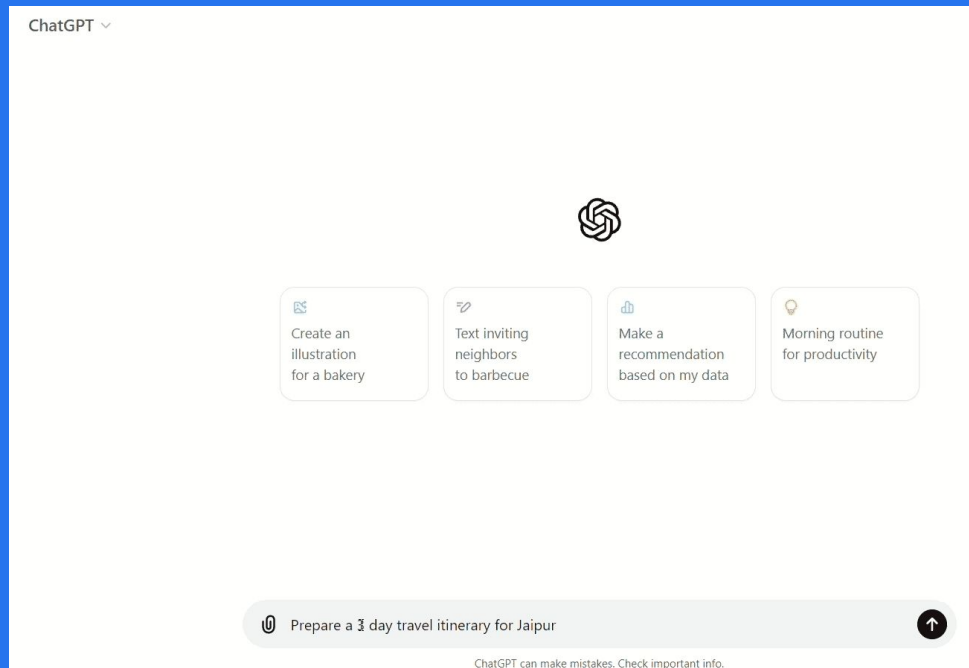 ChatGPT
Create an
illustration
for a bakery
Text inviting
neighbors
to barbecue
Make a
recommendation
based on my data
Morning routine
for productivity
Prepare a 3 day travel itinerary for Jaipur
ChatGPT can make mistakes. Check important info.